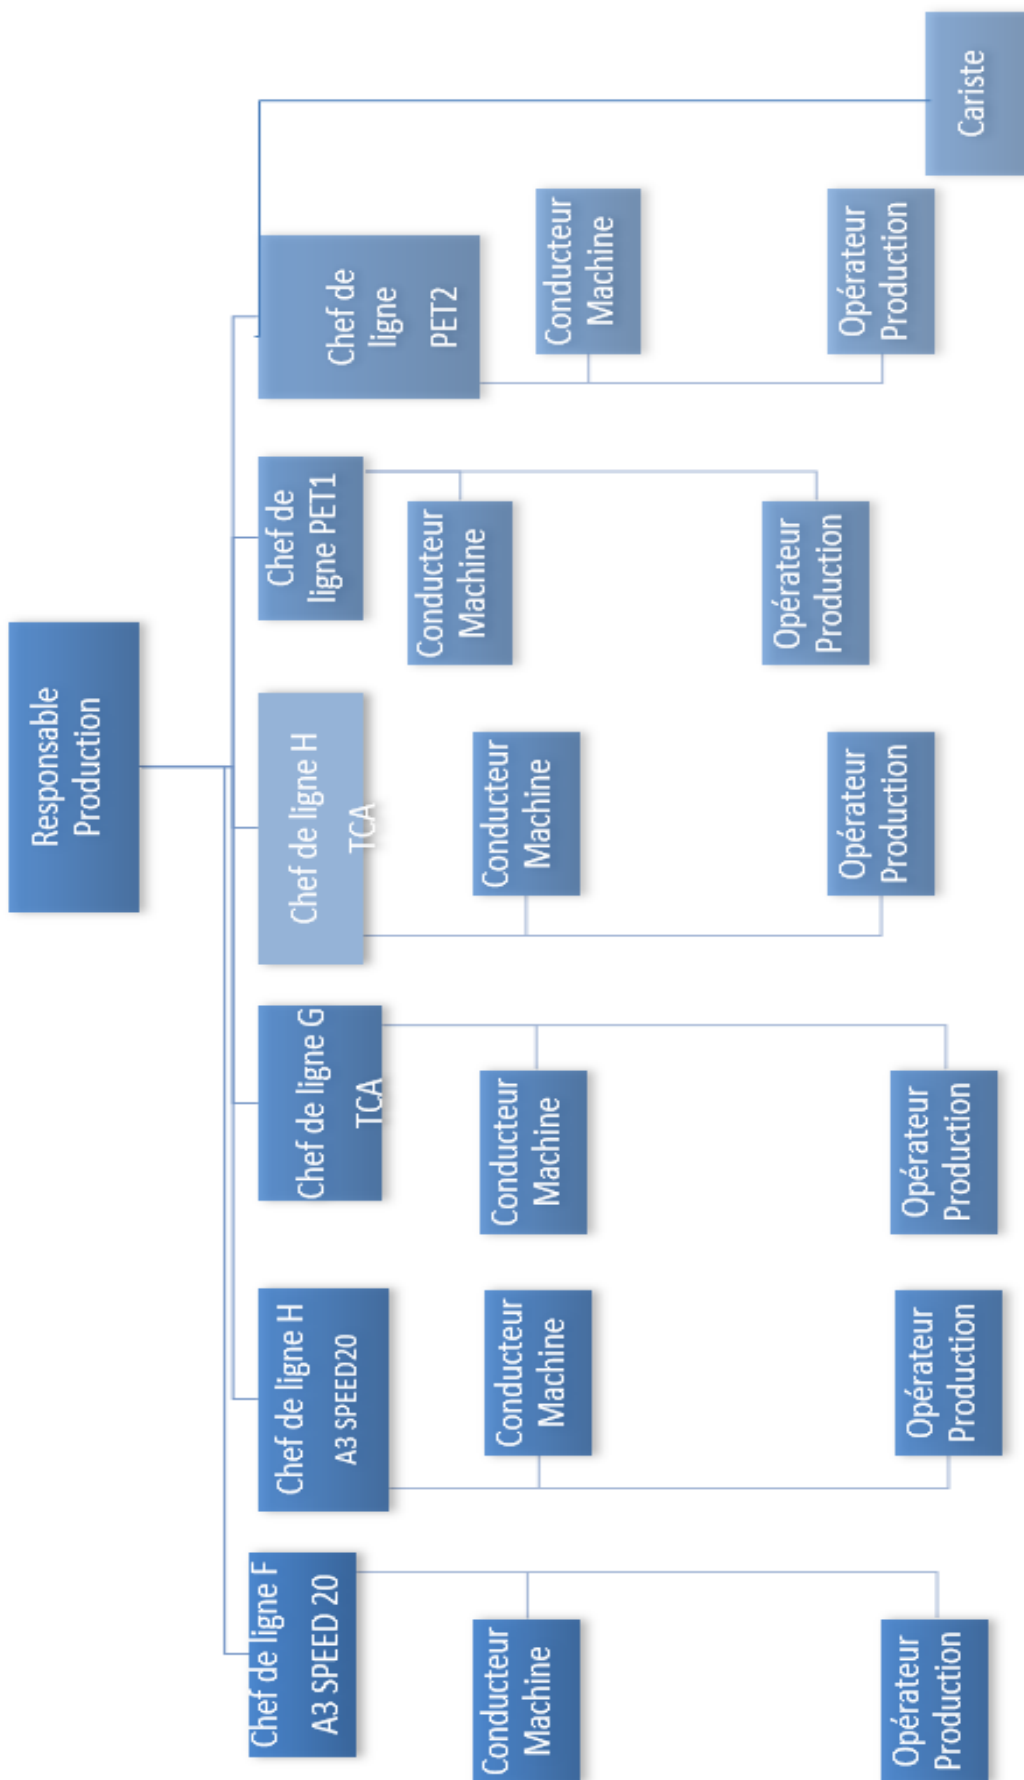 Responsable
Production
Chef de ligne F
A3 SPEED 20
Chef de ligne H
A3 SPEED20
Chef de ligne G
TCA
Chef de ligne H
TCA
Chef de
ligne PET1
Chef de
ligne
PET2
Conducteur
Machine
Conducteur
Machine
Conducteur
Machine
Conducteur
Machine
Conducteur
Machine
Conducteur
Machine
Opérateur
Production
Opérateur
Production
Opérateur
Production
Opérateur
Production
Opérateur
Production
Opérateur
Production
Cariste